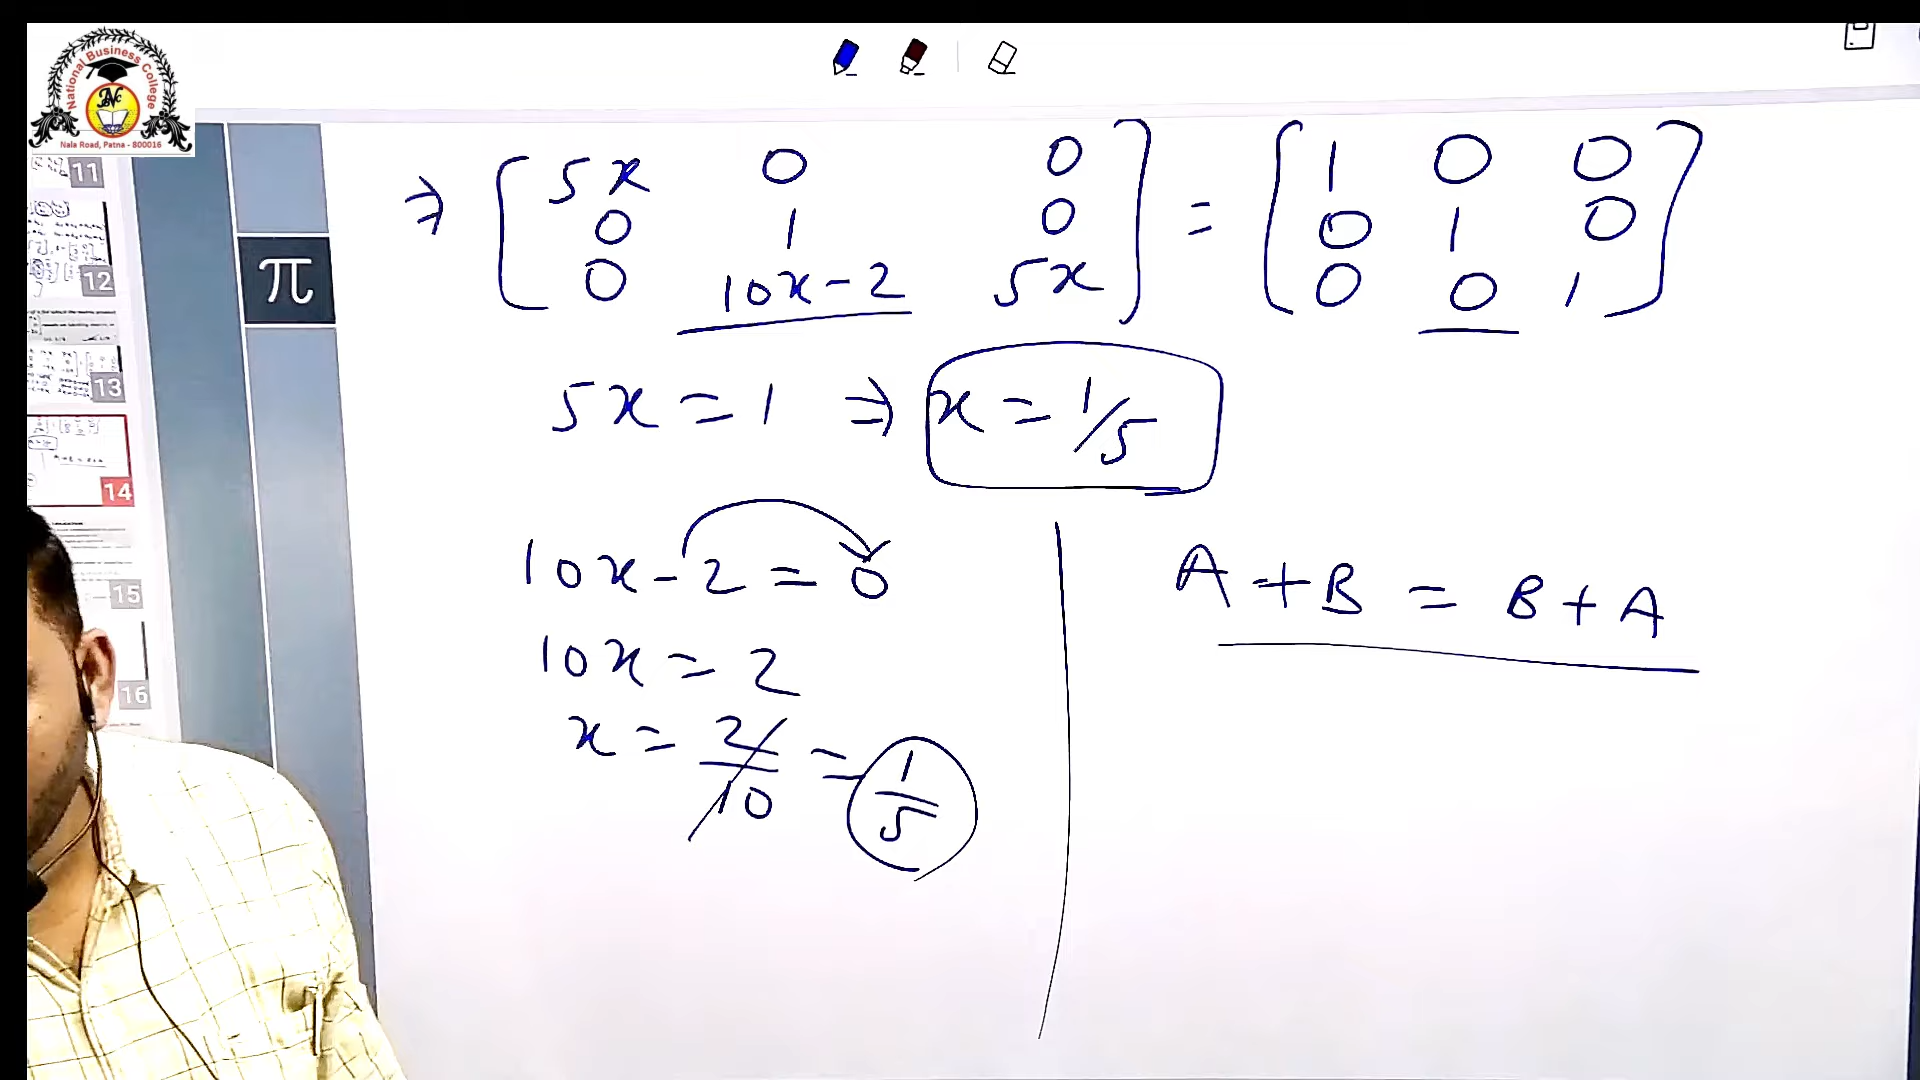 National Business College
NBC
Nala Road, Patna - 800016
11
12
13
14
15
16
π
⇒ [ 5x 0 0 ] = [ 1 0 0 ]
0 1 0 0 1 0
0 10x-2 5x 0 0 1
5x = 1 ⇒ x = 1/5
10x - 2 = 0
10x = 2
x = 2/10 = 1/5
A + B = B + A